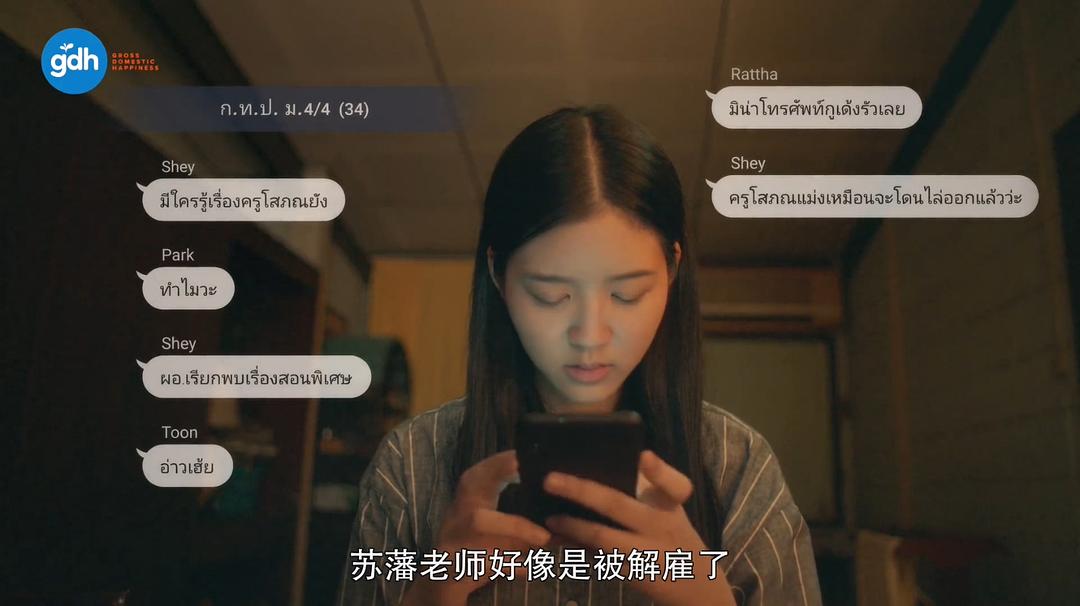 gdh
GROSS
DOMESTIC
HAPPINESS
ก.ท.ป. ม.4/4 (34)
Shey
มีใครรู้เรื่องครูโสภณยัง
Park
ทำไมวะ
Shey
ผอ.เรียกพบเรื่องสอนพิเศษ
Toon
อ่าวเฮ้ย
Rattha
มิน่าโทรศัพท์กูเด้งรัวเลย
Shey
ครูโสภณแม่งเหมือนจะโดนไล่ออกแล้วว่ะ
苏藩老师好像是被解雇了